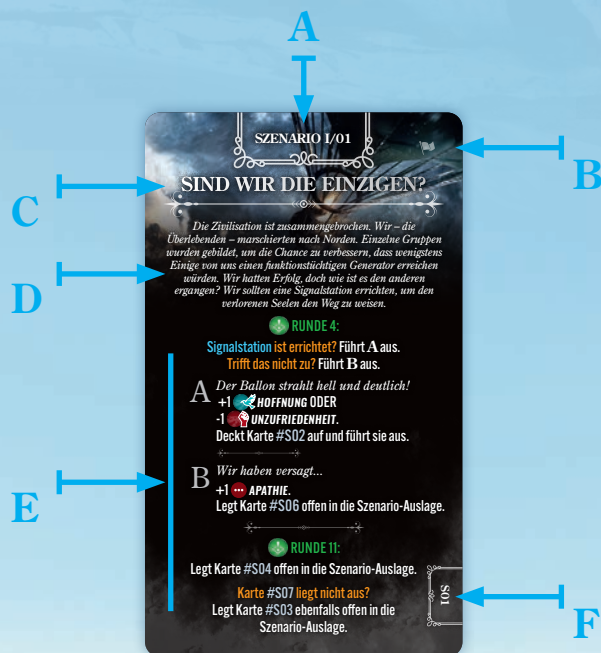 A
SZENARIO I/01
B
SIND WIR DIE EINZIGEN?
C
Die Zivilisation ist zusammengebrochen. Wir – die
Überlebenden – marschierten nach Norden. Einzelne Gruppen
wurden gebildet, um die Chance zu verbessern, dass wenigstens
Einige von uns einen funktionstüchtigen Generator erreichen
würden. Wir hatten Erfolg, doch wie ist es den anderen
ergangen? Wir sollten eine Signalstation errichten, um den
verlorenen Seelen den Weg zu weisen.
D
RUNDE 4:
Signalstation ist errichtet? Führt A aus.
Trifft das nicht zu? Führt B aus.
A Der Ballon strahlt hell und deutlich!
+1 HOFFNUNG ODER
-1 UNZUFRIEDENHEIT.
Deckt Karte #S02 auf und führt sie aus.
B Wir haben versagt...
+1 APATHIE.
Legt Karte #S06 offen in die Szenario-Auslage.
E
RUNDE 11:
Legt Karte #S04 offen in die Szenario-Auslage.
Karte #S07 liegt nicht aus?
Legt Karte #S03 ebenfalls offen in die
Szenario-Auslage.
S01
F